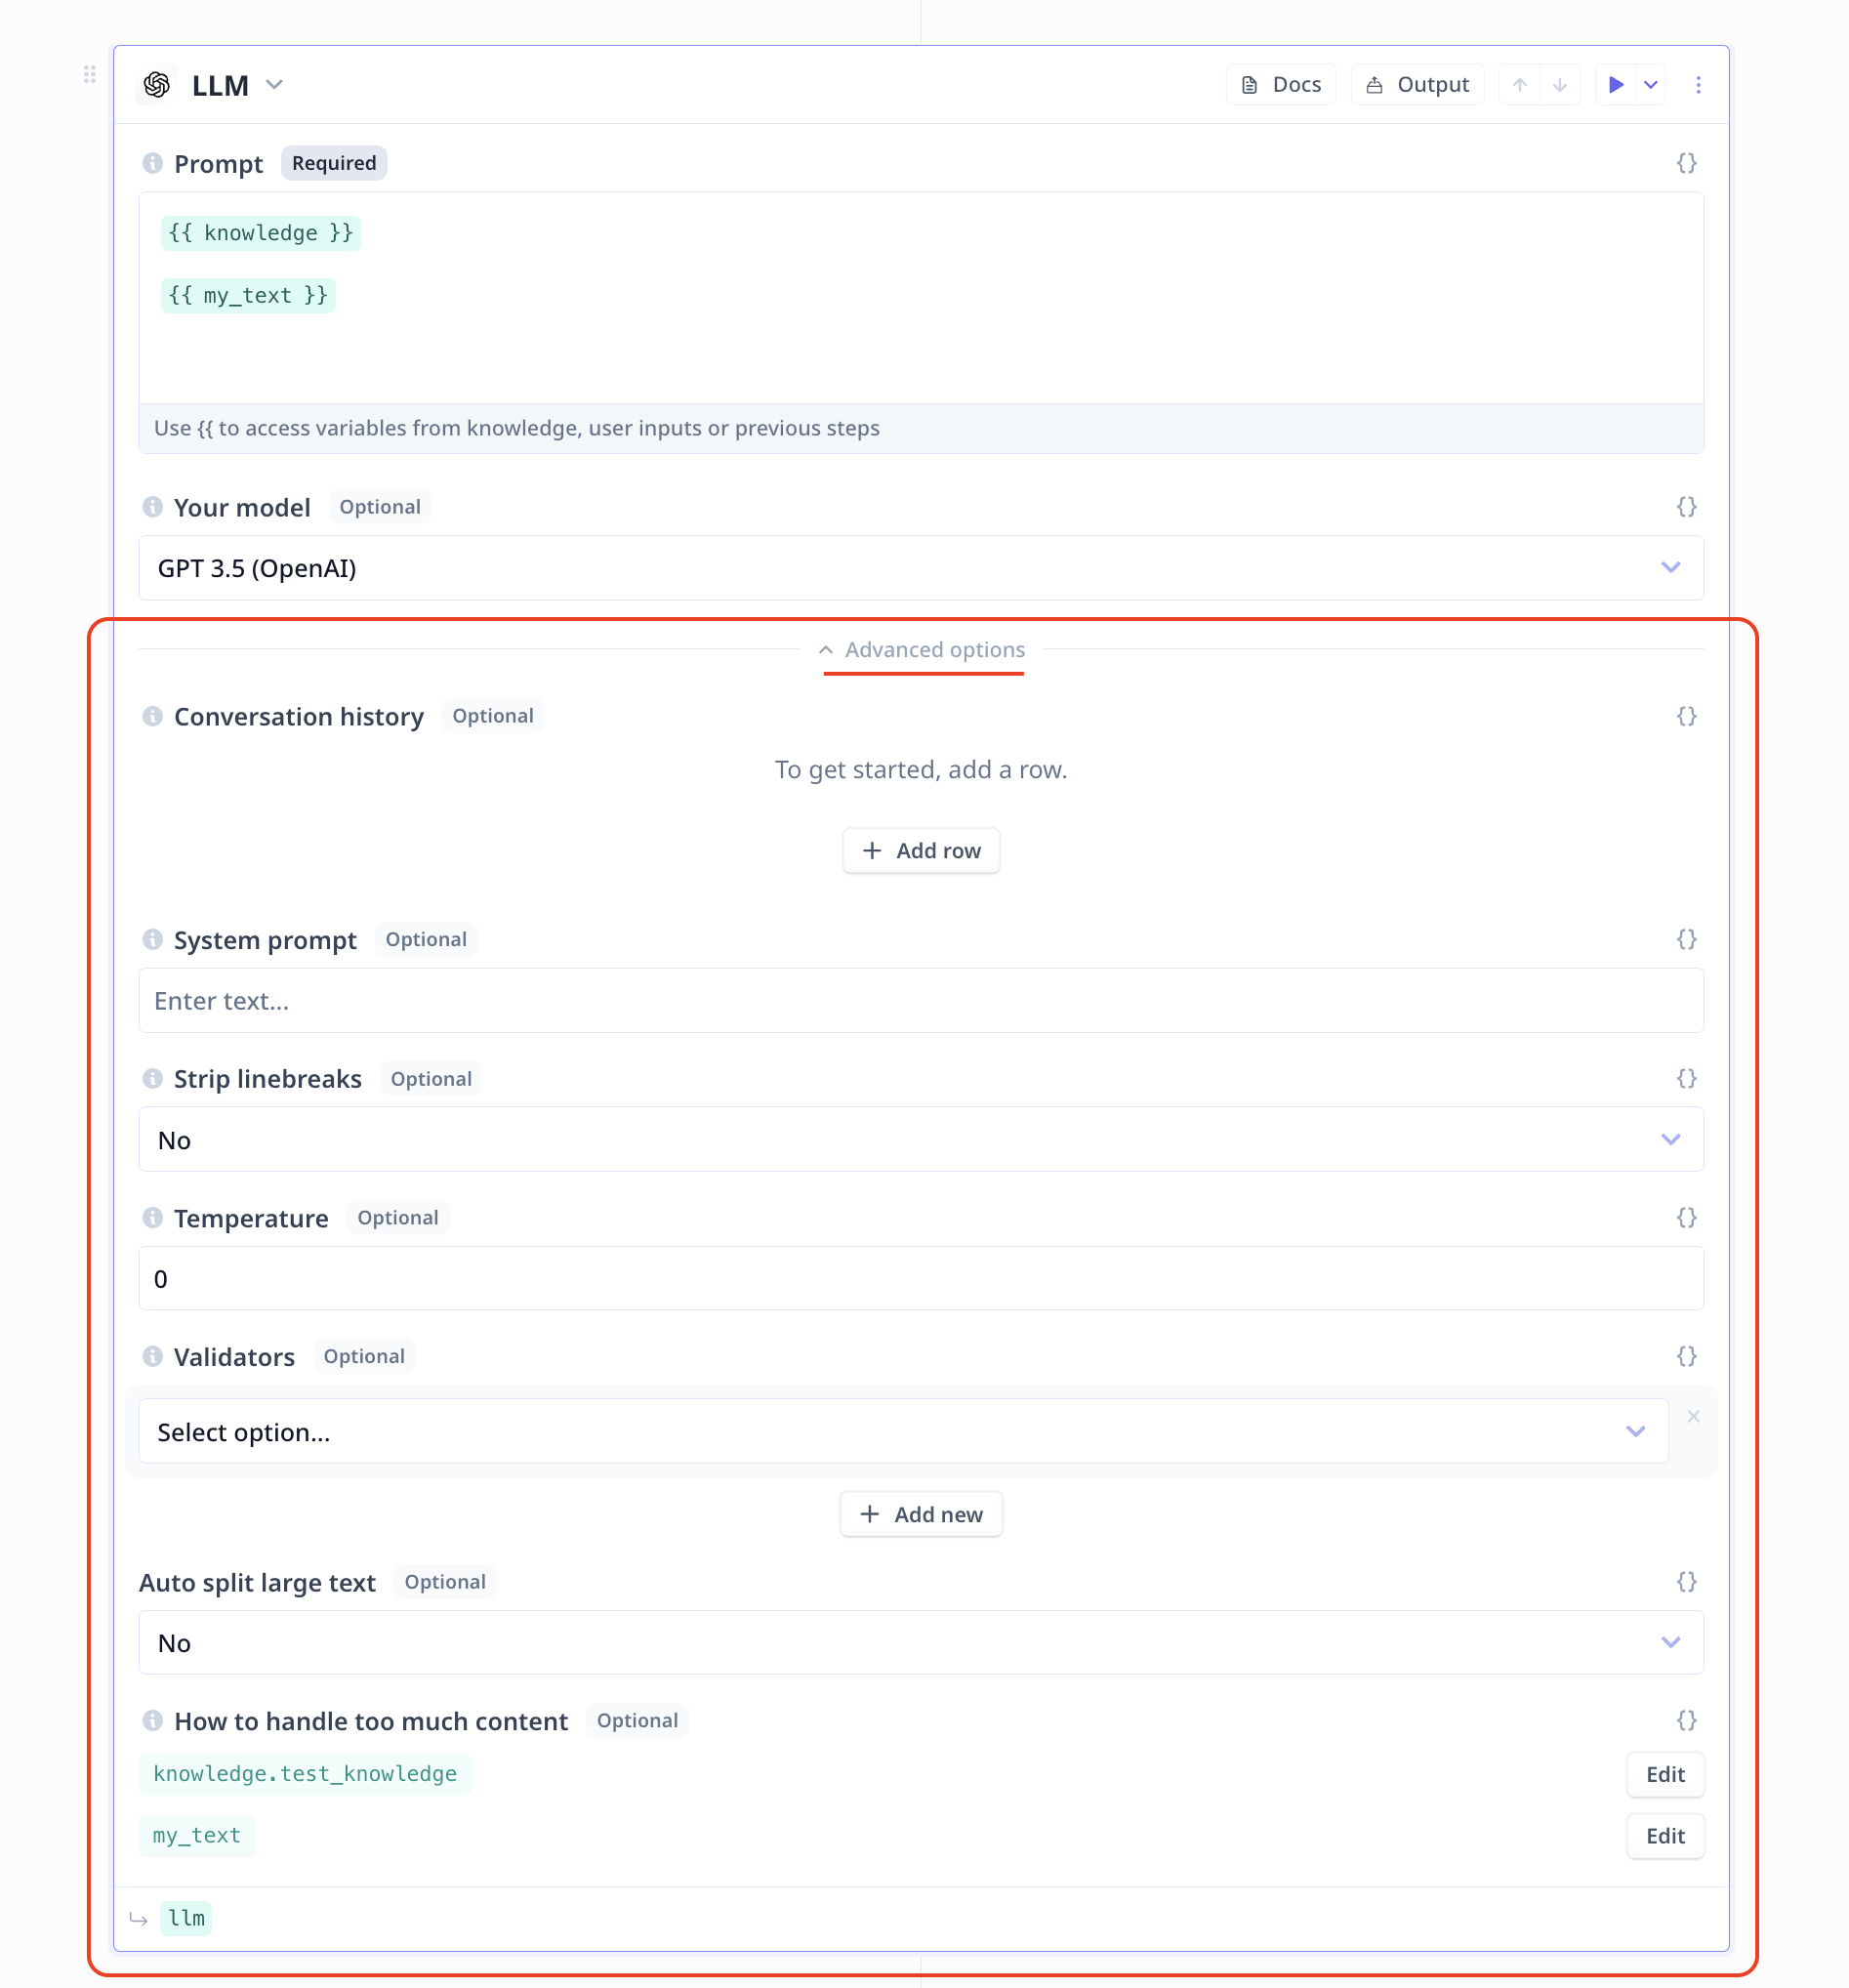 LLM
Docs
Output
Prompt Required
{}
{{ knowledge }}
{{ my_text }}
Use {{ to access variables from knowledge, user inputs or previous steps
Your model Optional
{}
GPT 3.5 (OpenAI)
Advanced options
Conversation history Optional
{}
To get started, add a row.
+ Add row
System prompt Optional
{}
Enter text...
Strip linebreaks Optional
{}
No
Temperature Optional
{}
0
Validators Optional
{}
Select option...
+ Add new
Auto split large text Optional
{}
No
How to handle too much content Optional
{}
knowledge.test_knowledge
Edit
my_text
Edit
llm